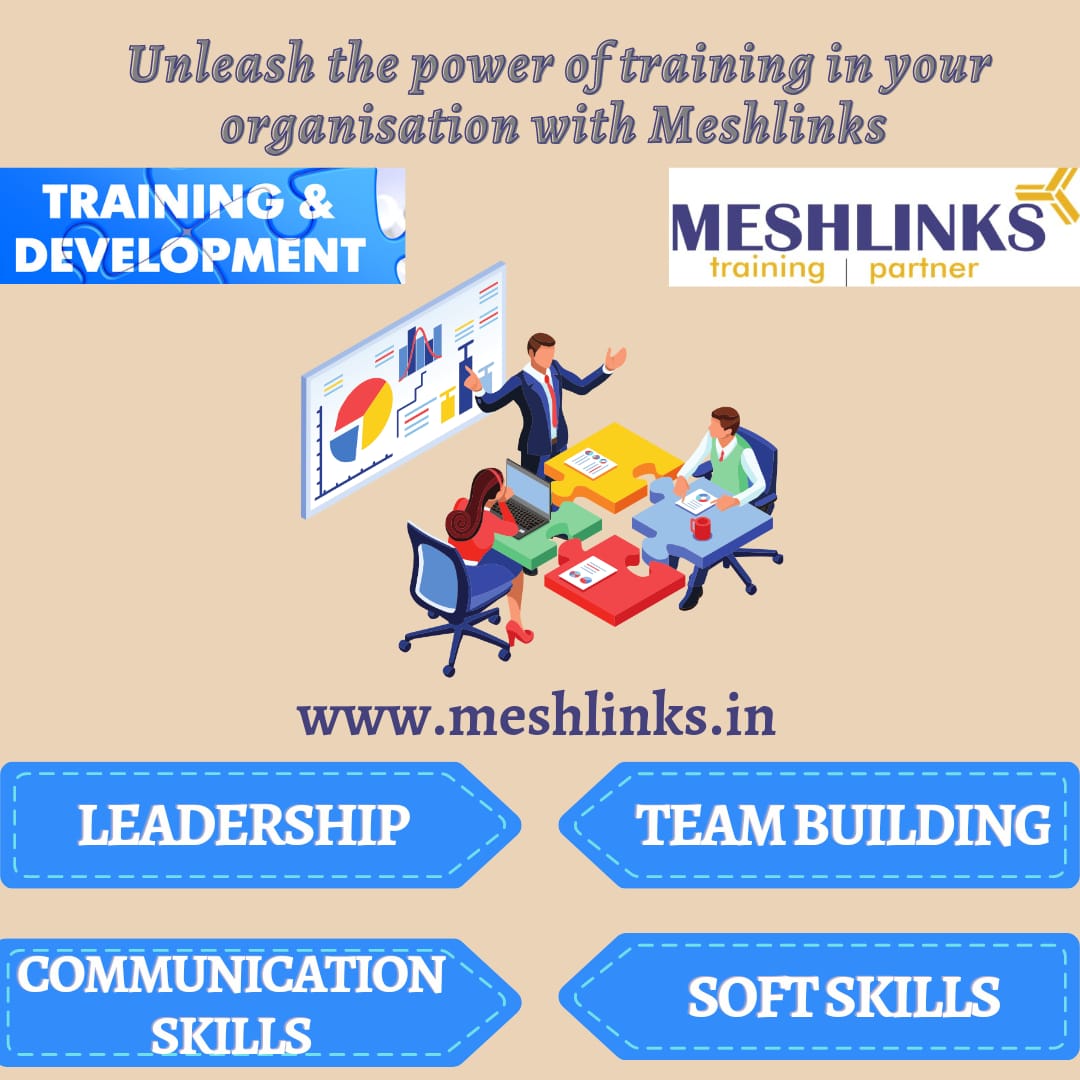 Unleash the power of training in your
organisation with Meshlinks
TRAINING &
DEVELOPMENT
MESHLINKS
training | partner
www.meshlinks.in
LEADERSHIP
TEAM BUILDING
COMMUNICATION
SKILLS
SOFT SKILLS